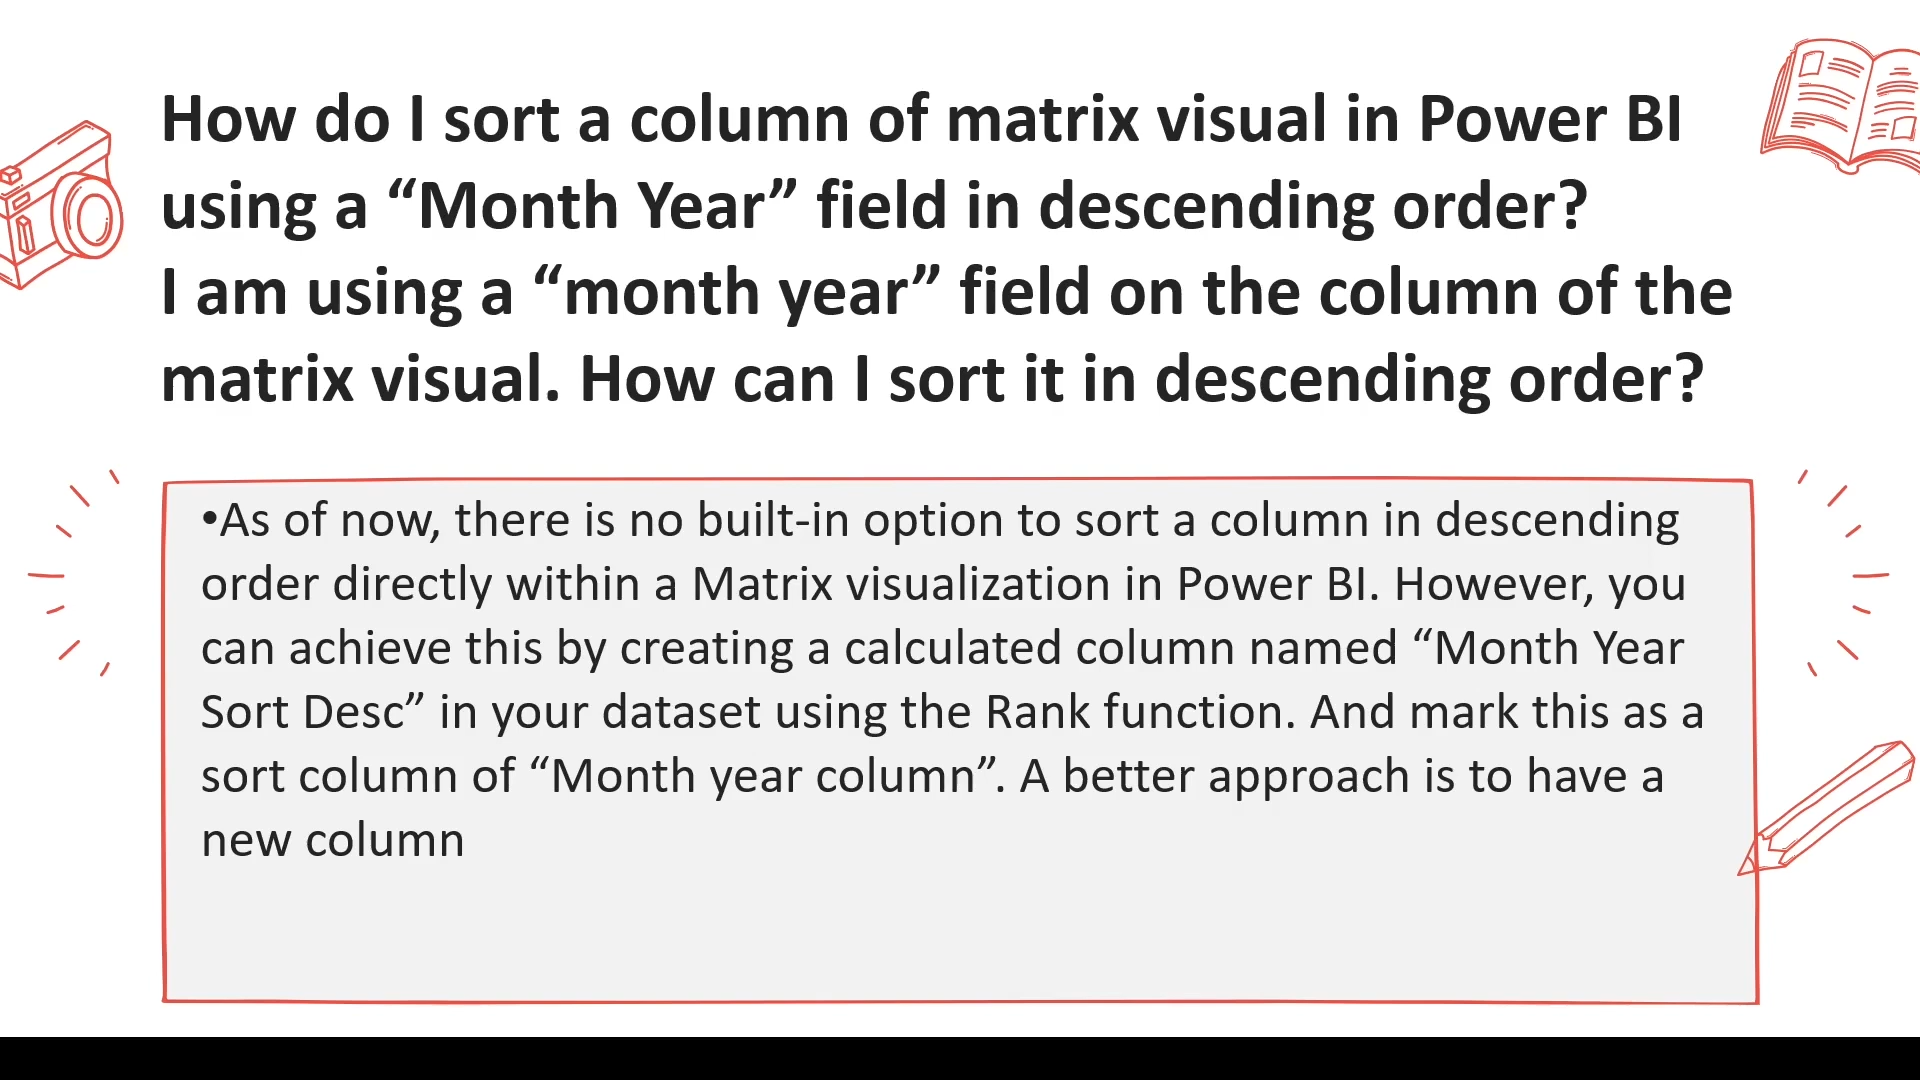 How do I sort a column of matrix visual in Power BI
using a “Month Year” field in descending order?
I am using a “month year” field on the column of the
matrix visual. How can I sort it in descending order?
•As of now, there is no built-in option to sort a column in descending
order directly within a Matrix visualization in Power BI. However, you
can achieve this by creating a calculated column named “Month Year
Sort Desc” in your dataset using the Rank function. And mark this as a
sort column of “Month year column”. A better approach is to have a
new column